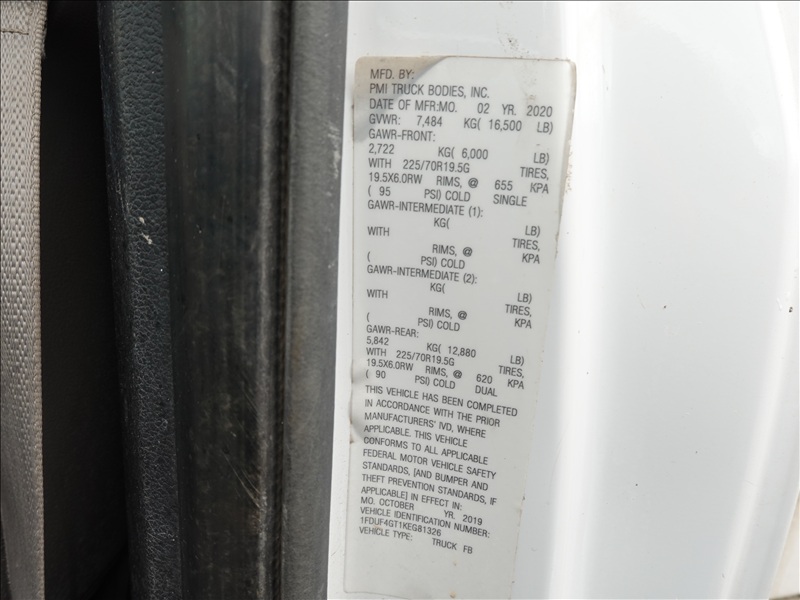 MFD. BY:
PMI TRUCK BODIES, INC.
DATE OF MFR:MO. 02 YR. 2020
GVWR: 7,484 KG( 16,500 LB)
GAWR-FRONT:
2,722 KG( 6,000 LB)
WITH 225/70R19.5G TIRES,
19.5X6.0RW RIMS, @ 655 KPA
( 95 PSI) COLD SINGLE
GAWR-INTERMEDIATE (1):
KG( LB)
WITH TIRES,
RIMS, @ KPA
( PSI) COLD
GAWR-INTERMEDIATE (2):
KG( LB)
WITH TIRES,
RIMS, @ KPA
( PSI) COLD
GAWR-REAR:
5,842 KG( 12,880 LB)
WITH 225/70R19.5G TIRES,
19.5X6.0RW RIMS, @ 620 KPA
( 90 PSI) COLD DUAL
THIS VEHICLE HAS BEEN COMPLETED
IN ACCORDANCE WITH THE PRIOR
MANUFACTURERS' IVD, WHERE
APPLICABLE. THIS VEHICLE
CONFORMS TO ALL APPLICABLE
FEDERAL MOTOR VEHICLE SAFETY
STANDARDS, [AND BUMPER AND
THEFT PREVENTION STANDARDS, IF
APPLICABLE] IN EFFECT IN:
MO. OCTOBER YR. 2019
VEHICLE IDENTIFICATION NUMBER:
1FDUF4GT1KEG81326
VEHICLE TYPE: TRUCK FB